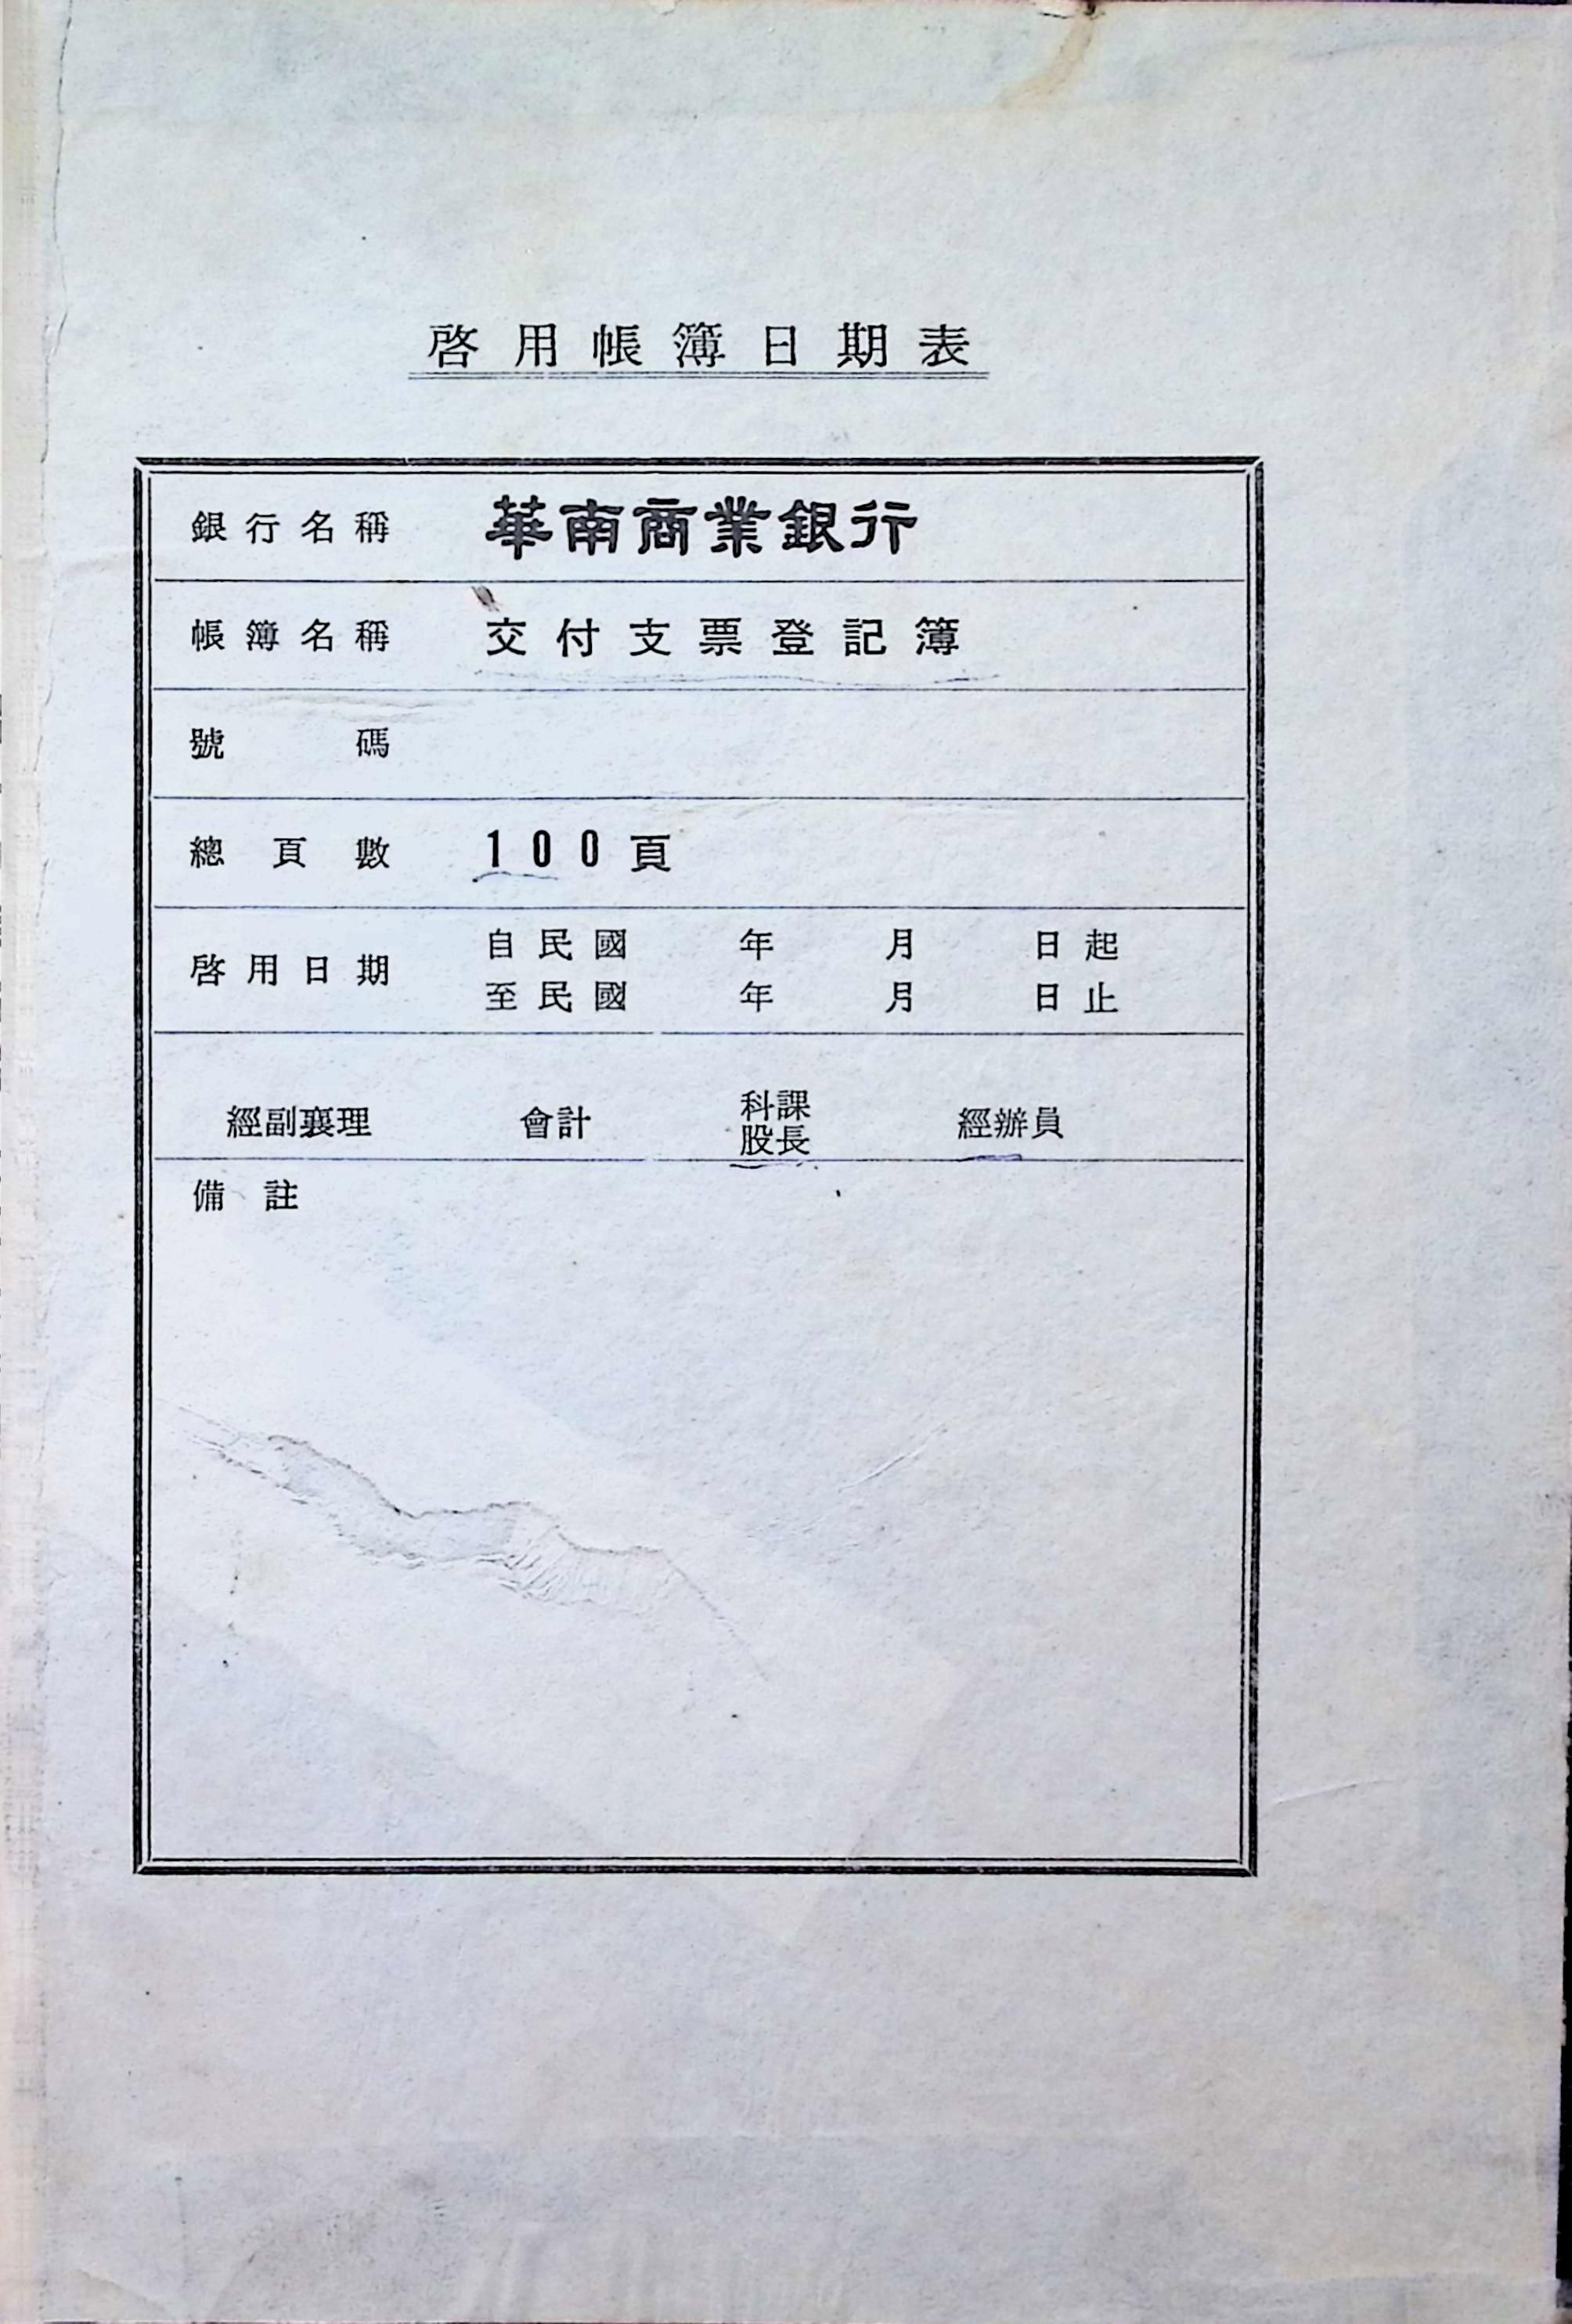 啓用帳簿日期表
銀行名稱 華南商業銀行
帳簿名稱 交付支票登記簿
號碼
總頁數 100頁
啓用日期
自民國 年 月 日起
至民國 年 月 日止
經副襄理 會計 科課股長 經辦員
備註